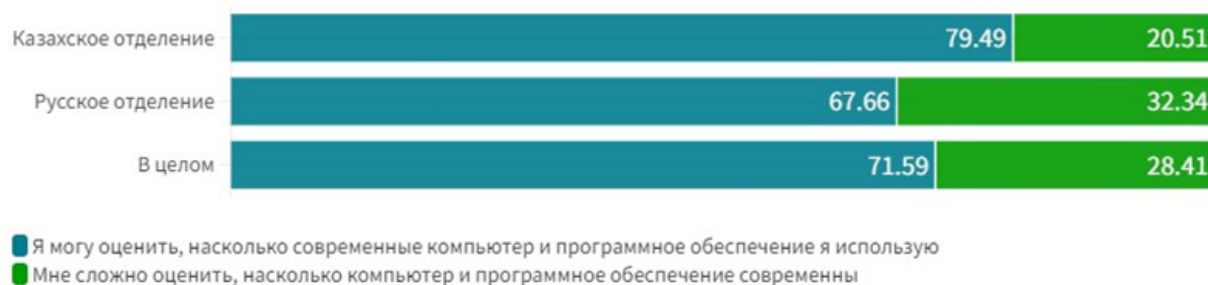 Казахское отделение 79.49 20.51
Русское отделение 67.66 32.34
В целом 71.59 28.41
Я могу оценить, насколько современные компьютер и программное обеспечение я использую
Мне сложно оценить, насколько компьютер и программное обеспечение современны